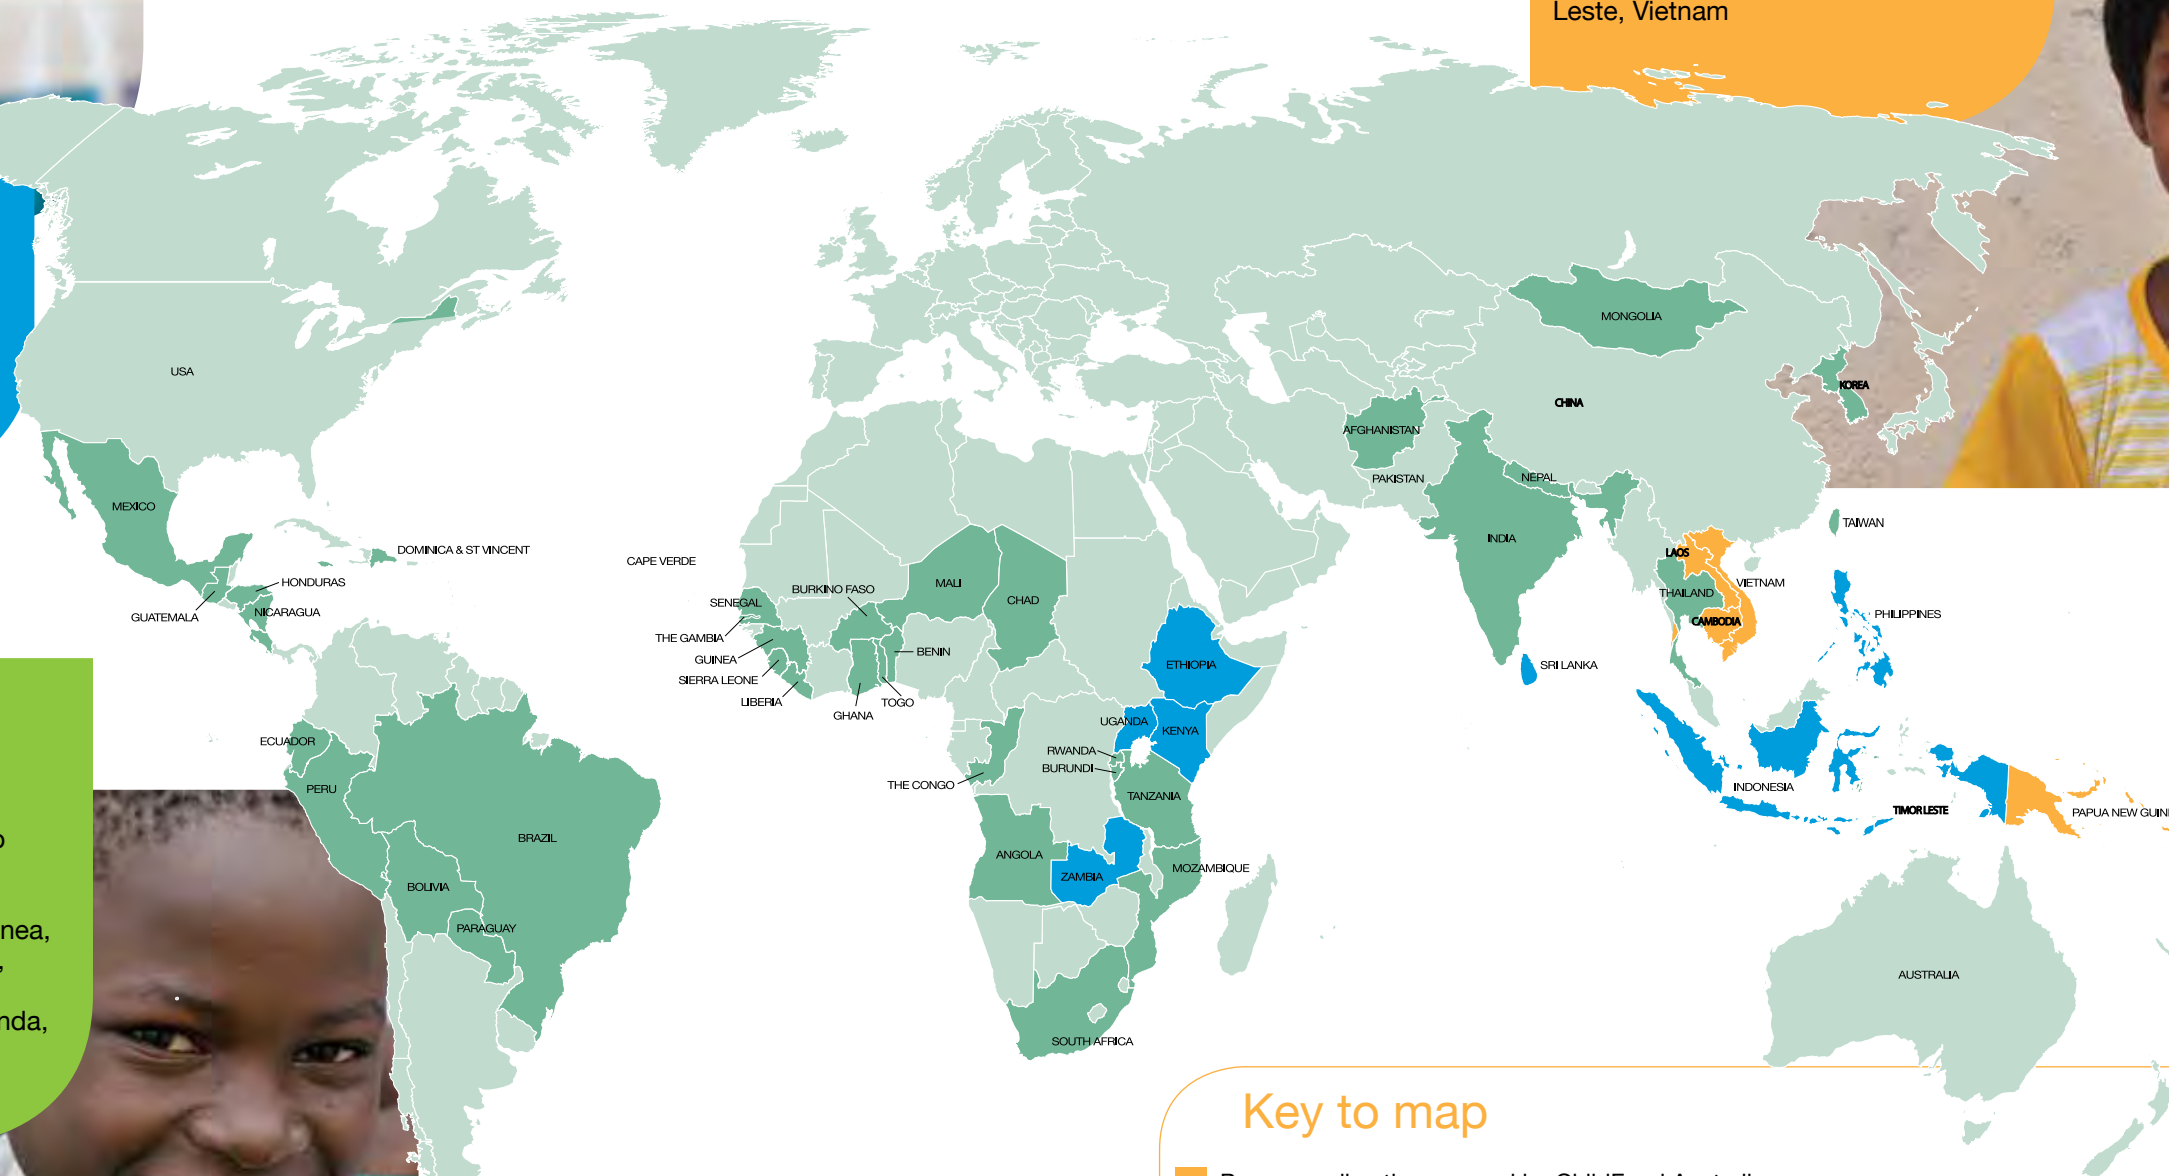 Leste, Vietnam
USA
MEXICO
GUATEMALA
HONDURAS
NICARAGUA
DOMINICA & ST VINCENT
ECUADOR
PERU
BRAZIL
BOLIVIA
PARAGUAY
CAPE VERDE
SENEGAL
THE GAMBIA
GUINEA
SIERRA LEONE
LIBERIA
BURKINO FASO
GHANA
TOGO
BENIN
MALI
CHAD
ETHIOPIA
UGANDA
KENYA
RWANDA
BURUNDI
THE CONGO
TANZANIA
ANGOLA
ZAMBIA
MOZAMBIQUE
SOUTH AFRICA
AFGHANISTAN
PAKISTAN
NEPAL
INDIA
SRI LANKA
MONGOLIA
CHINA
KOREA
TAIWAN
LAOS
VIETNAM
THAILAND
CAMBODIA
PHILIPPINES
INDONESIA
TIMOR LESTE
PAPUA NEW GUIN
AUSTRALIA
nea,
nda,
Key to map